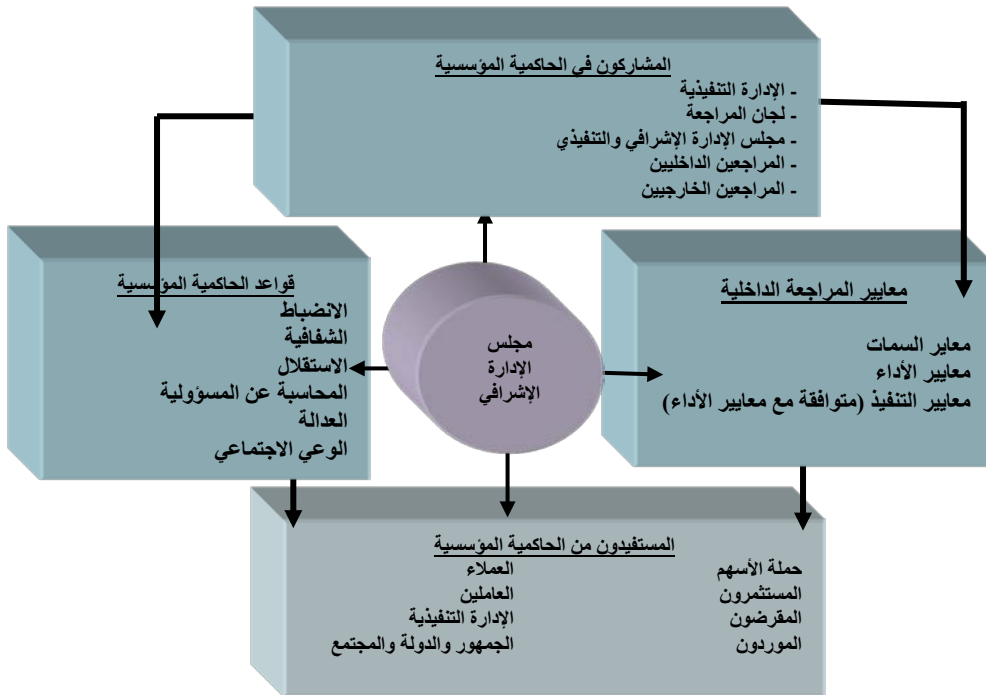 المشاركون في الحاكمية المؤسسية
- الإدارة التنفيذية
- لجان المراجعة
- مجلس الإدارة الإشرافي والتنفيذي
- المراجعين الداخليين
- المراجعين الخارجيين
معايير المراجعة الداخلية
معاير السمات
معايير الأداء
معايير التنفيذ (متوافقة مع معايير الأداء)
مجلس
الإدارة
الإشرافي
قواعد الحاكمية المؤسسية
الانضباط
الشفافية
الاستقلال
المحاسبة عن المسؤولية
العدالة
الوعي الاجتماعي
المستفيدون من الحاكمية المؤسسية
حملة الأسهم
المستثمرون
المقرضون
الموردون
العملاء
العاملين
الإدارة التنفيذية
الجمهور والدولة والمجتمع